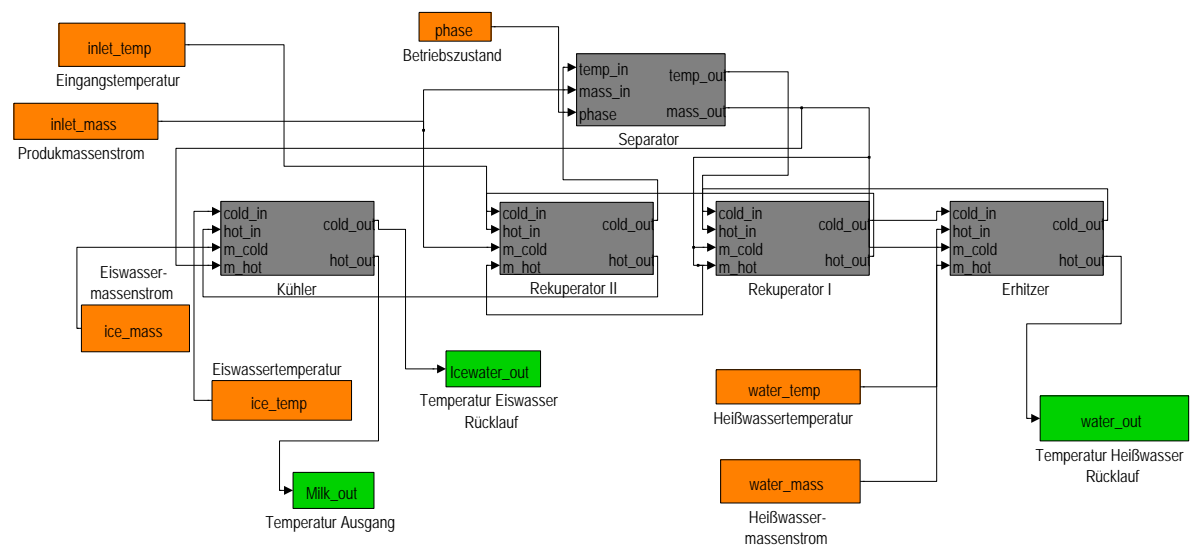 inlet_temp
Eingangstemperatur
phase
Betriebszustand
temp_in
mass_in
phase
temp_out
mass_out
Separator
inlet_mass
Produkmassenstrom
cold_in
hot_in
m_cold
m_hot
cold_out
hot_out
Kühler
cold_in
hot_in
m_cold
m_hot
cold_out
hot_out
Rekuperator II
cold_in
hot_in
m_cold
m_hot
cold_out
hot_out
Rekuperator I
cold_in
hot_in
m_cold
m_hot
cold_out
hot_out
Erhitzer
Eiswasser-
massenstrom
ice_mass
Eiswassertemperatur
ice_temp
Icewater_out
Temperatur Eiswasser
Rücklauf
water_temp
Heißwassertemperatur
water_out
Temperatur Heißwasser
Rücklauf
Milk_out
Temperatur Ausgang
water_mass
Heißwasser-
massenstrom